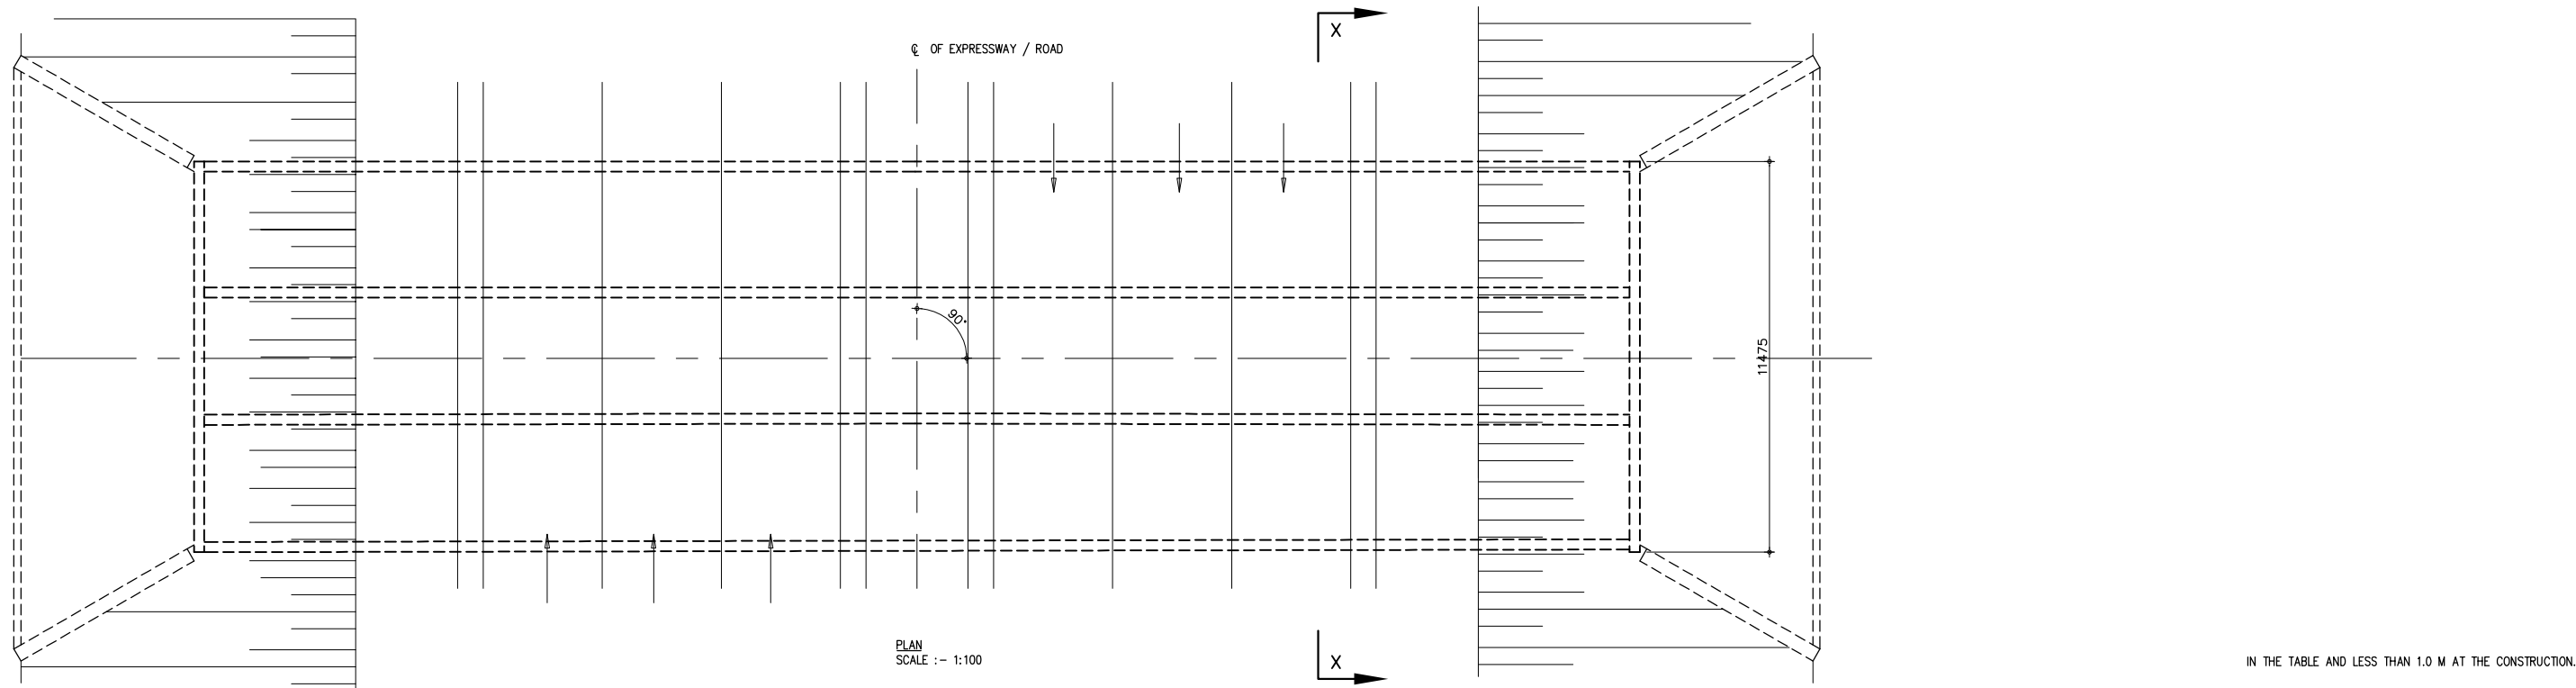 X
℄ OF EXPRESSWAY / ROAD
90°
11475
PLAN
SCALE :- 1:100
X
IN THE TABLE AND LESS THAN 1.0 M AT THE CONSTRUCTION.